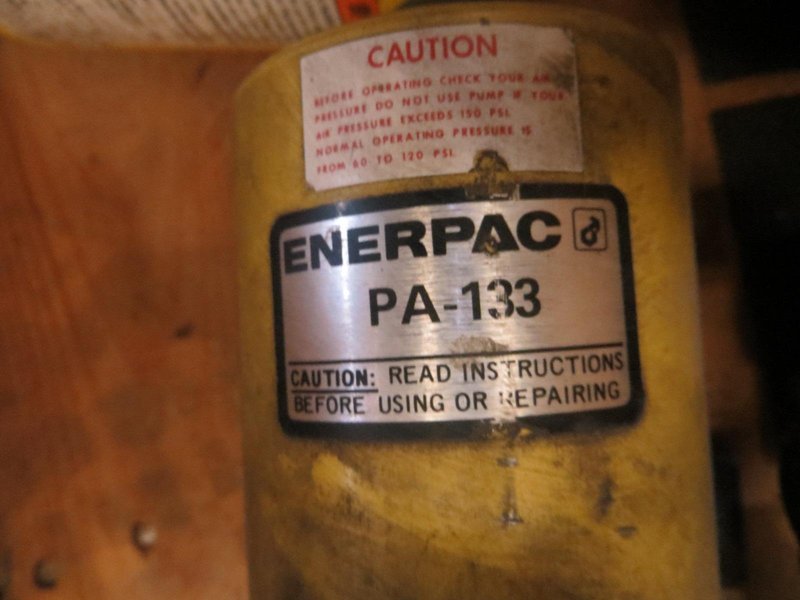 CAUTION
BEFORE OPERATING CHECK YOUR AIR
PRESSURE DO NOT USE PUMP IF YOUR
AIR PRESSURE EXCEEDS 150 PSI.
NORMAL OPERATING PRESSURE IS
FROM 60 TO 120 PSI.
ENERPAC
PA-133
CAUTION: READ INSTRUCTIONS
BEFORE USING OR REPAIRING